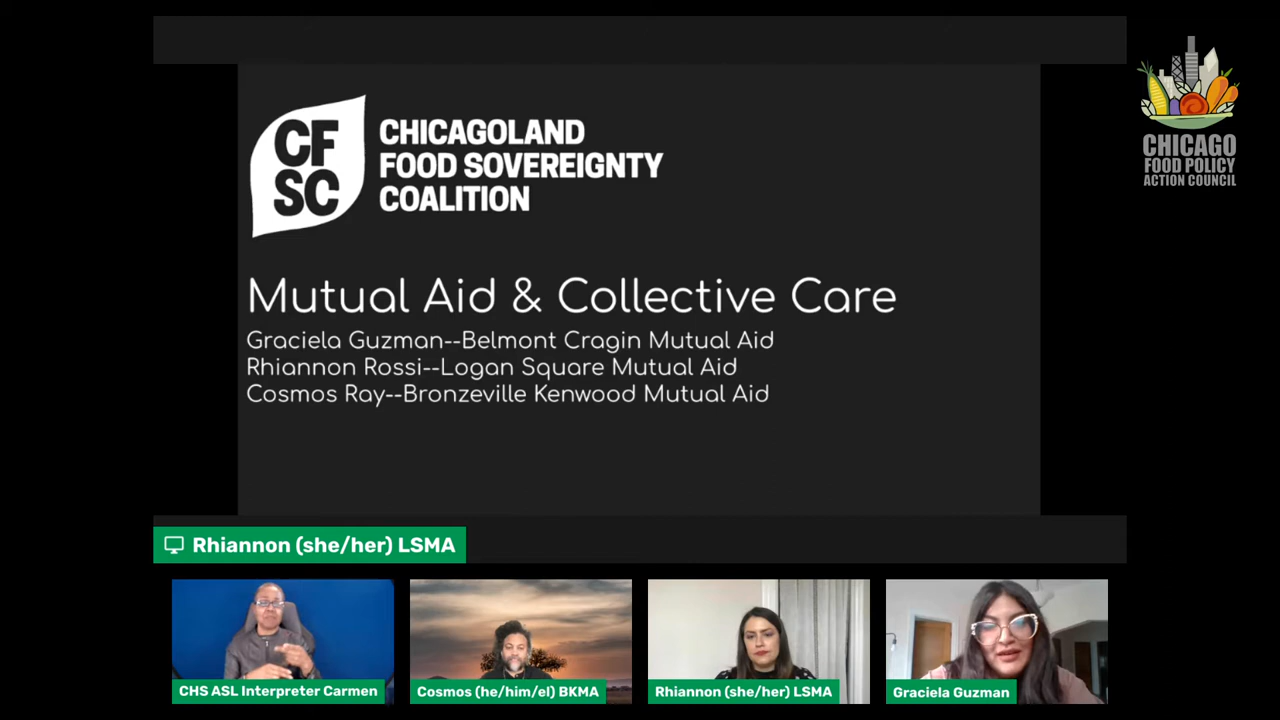 CF
SC
CHICAGOLAND
FOOD SOVEREIGNTY
COALITION
CHICAGO
FOOD POLICY
ACTION COUNCIL
Mutual Aid & Collective Care
Graciela Guzman--Belmont Cragin Mutual Aid
Rhiannon Rossi--Logan Square Mutual Aid
Cosmos Ray--Bronzeville Kenwood Mutual Aid
Rhiannon (she/her) LSMA
CHS ASL Interpreter Carmen
Cosmos (he/him/el) BKMA
Rhiannon (she/her) LSMA
Graciela Guzman